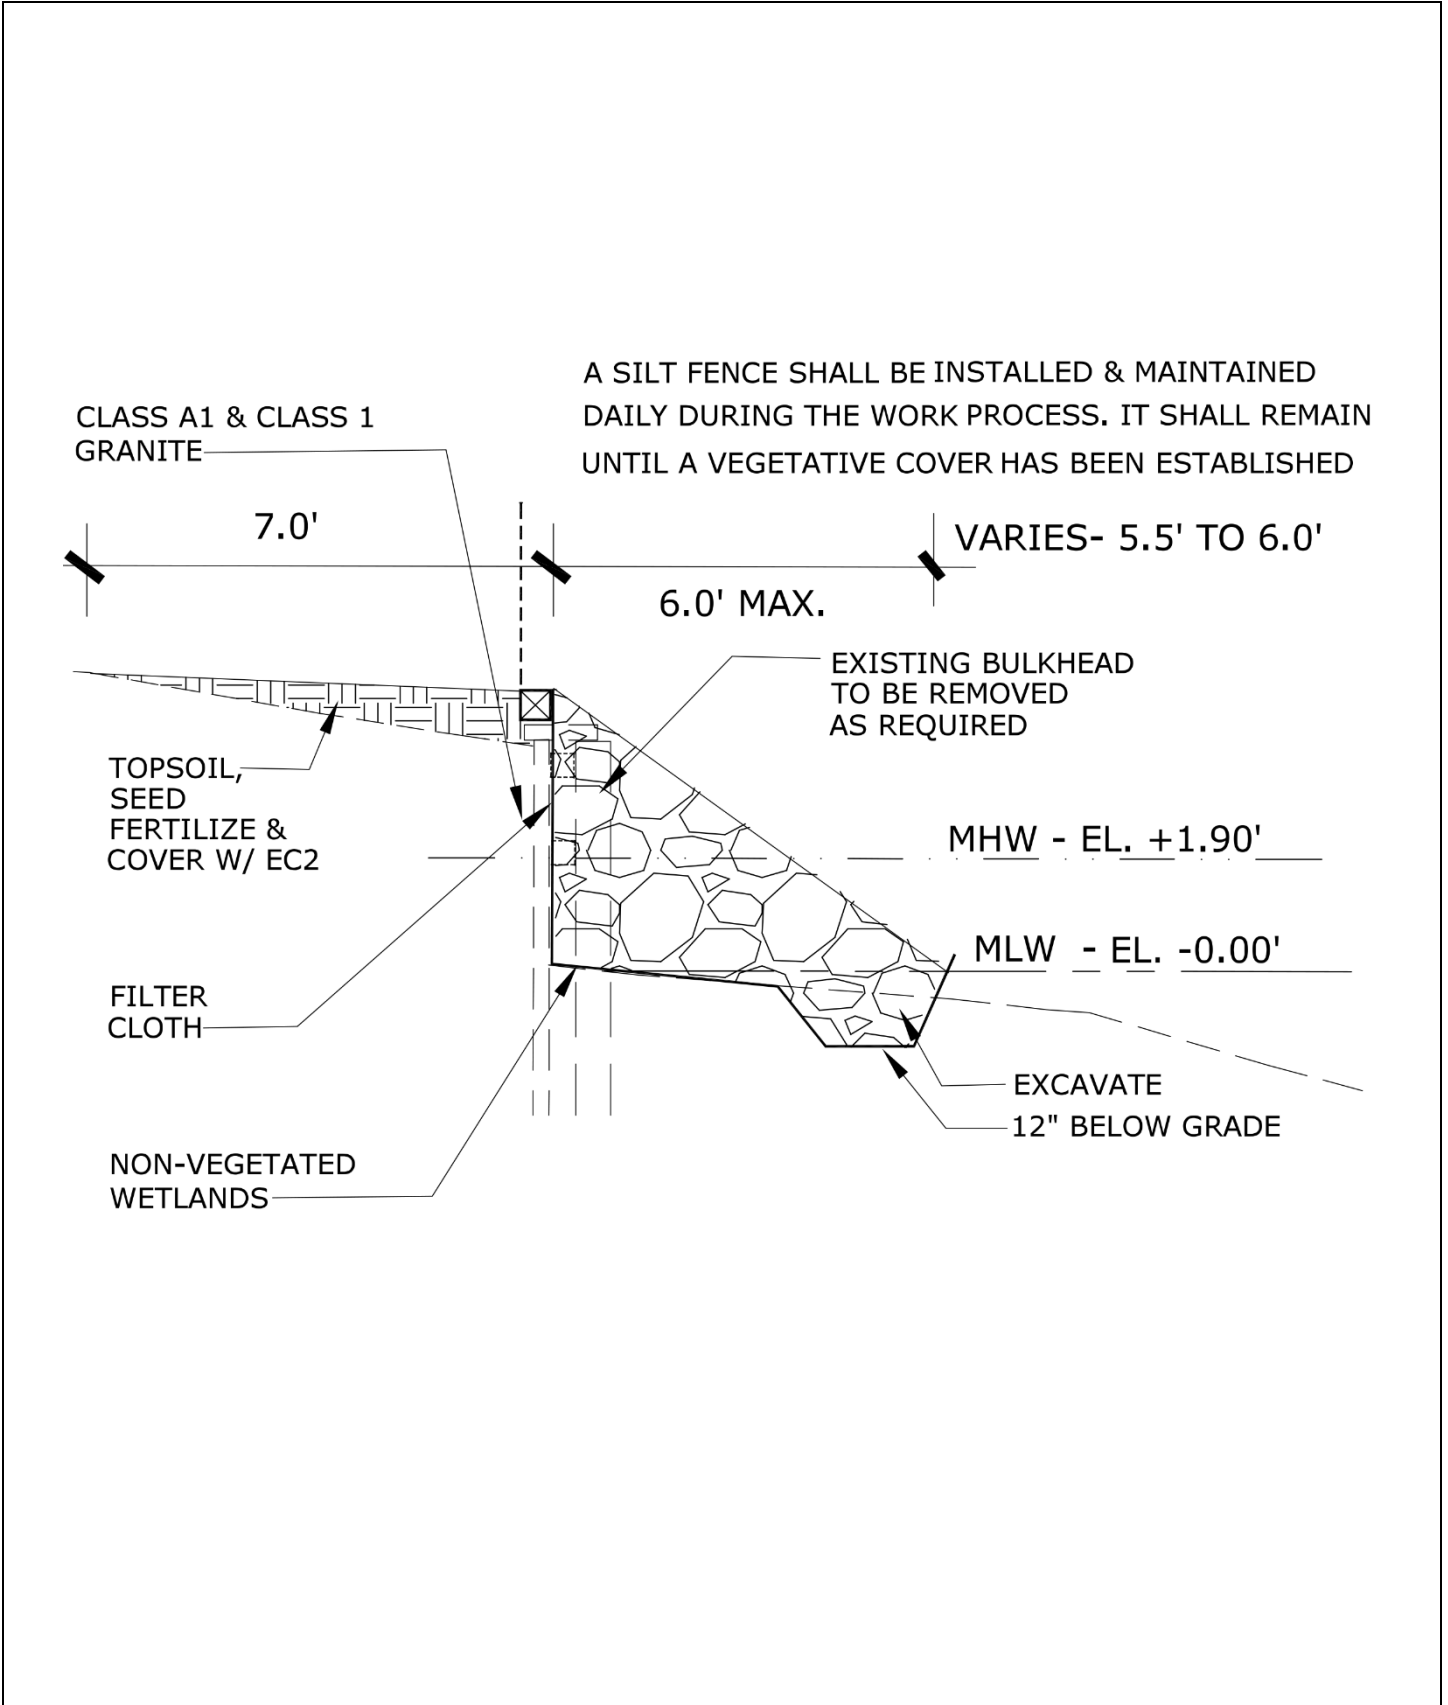 A SILT FENCE SHALL BE INSTALLED & MAINTAINED
DAILY DURING THE WORK PROCESS. IT SHALL REMAIN
UNTIL A VEGETATIVE COVER HAS BEEN ESTABLISHED
CLASS A1 & CLASS 1
GRANITE
7.0'
VARIES- 5.5' TO 6.0'
6.0' MAX.
EXISTING BULKHEAD
TO BE REMOVED
AS REQUIRED
TOPSOIL,
SEED
FERTILIZE &
COVER W/ EC2
MHW - EL. +1.90'
MLW - EL. -0.00'
FILTER
CLOTH
EXCAVATE
12" BELOW GRADE
NON-VEGETATED
WETLANDS